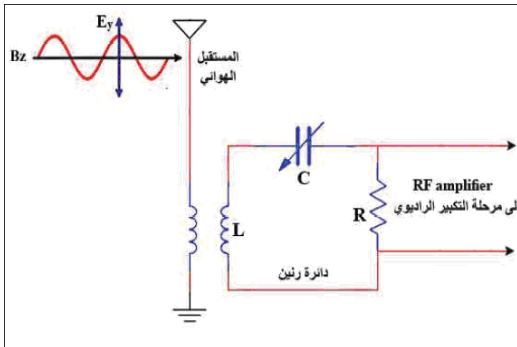 Ey
Bz
المستقبل
الهوائي
C
RF amplifier
لى مرحلة التكبير الراديوي
R
L
دائرة رنين